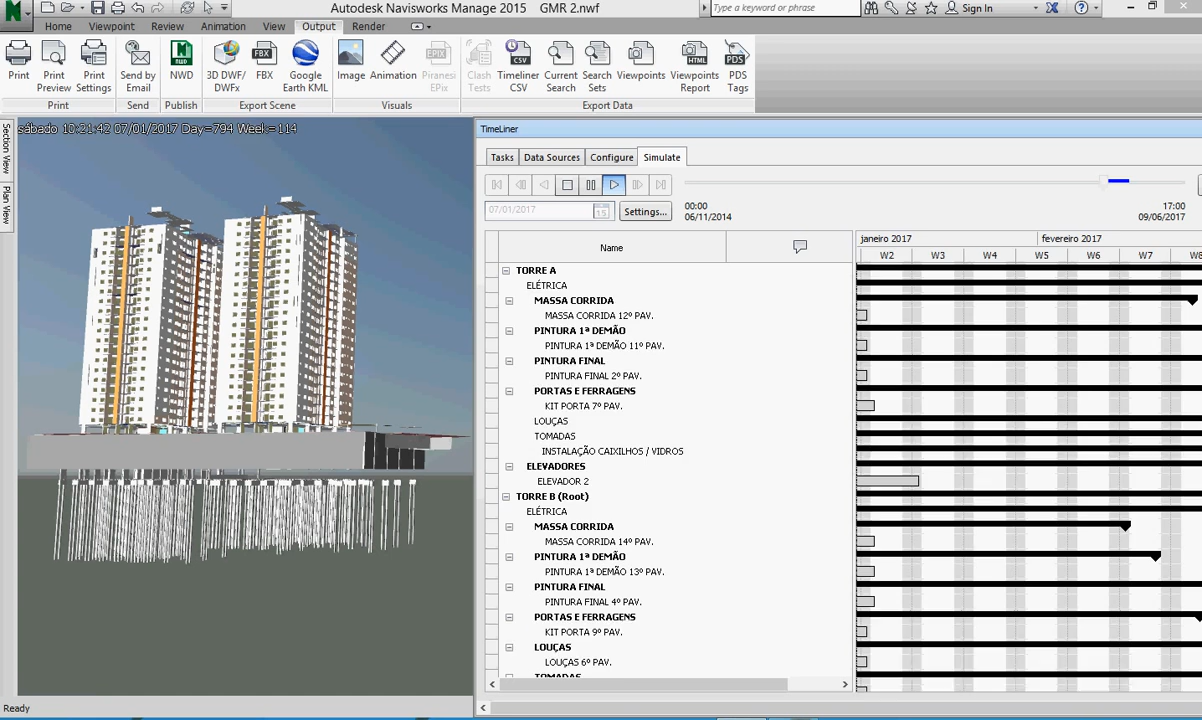 Autodesk Navisworks Manage 2015 GMR 2.nwf
Type a keyword or phrase
Sign In
Home Viewpoint Review Animation View Output Render
Print
Print Preview
Print Settings
Send by Email
NWD
3D DWF/ DWFx
FBX
Google Earth KML
Image
Animation
Piranesi EPix
Clash Tests
Timeliner CSV
Current Search
Search Sets
Viewpoints
Viewpoints Report
PDS Tags
Print Send Publish Export Scene Visuals Export Data
Section View
Plan View
sábado 10:21:42 07/01/2017 Day=794 Week=114
TimeLiner
Tasks Data Sources Configure Simulate
07/01/2017 15 Settings...
00:00
06/11/2014
17:00
09/06/2017
Name
janeiro 2017 fevereiro 2017
W2 W3 W4 W5 W6 W7 W8
TORRE A
ELÉTRICA
MASSA CORRIDA
MASSA CORRIDA 12º PAV.
PINTURA 1ª DEMÃO
PINTURA 1ª DEMÃO 11º PAV.
PINTURA FINAL
PINTURA FINAL 2º PAV.
PORTAS E FERRAGENS
KIT PORTA 7º PAV.
LOUÇAS
TOMADAS
INSTALAÇÃO CAIXILHOS / VIDROS
ELEVADORES
ELEVADOR 2
TORRE B (Root)
ELÉTRICA
MASSA CORRIDA
MASSA CORRIDA 14º PAV.
PINTURA 1ª DEMÃO
PINTURA 1ª DEMÃO 13º PAV.
PINTURA FINAL
PINTURA FINAL 4º PAV.
PORTAS E FERRAGENS
KIT PORTA 9º PAV.
LOUÇAS
LOUÇAS 6º PAV.
TOMADAS
Ready